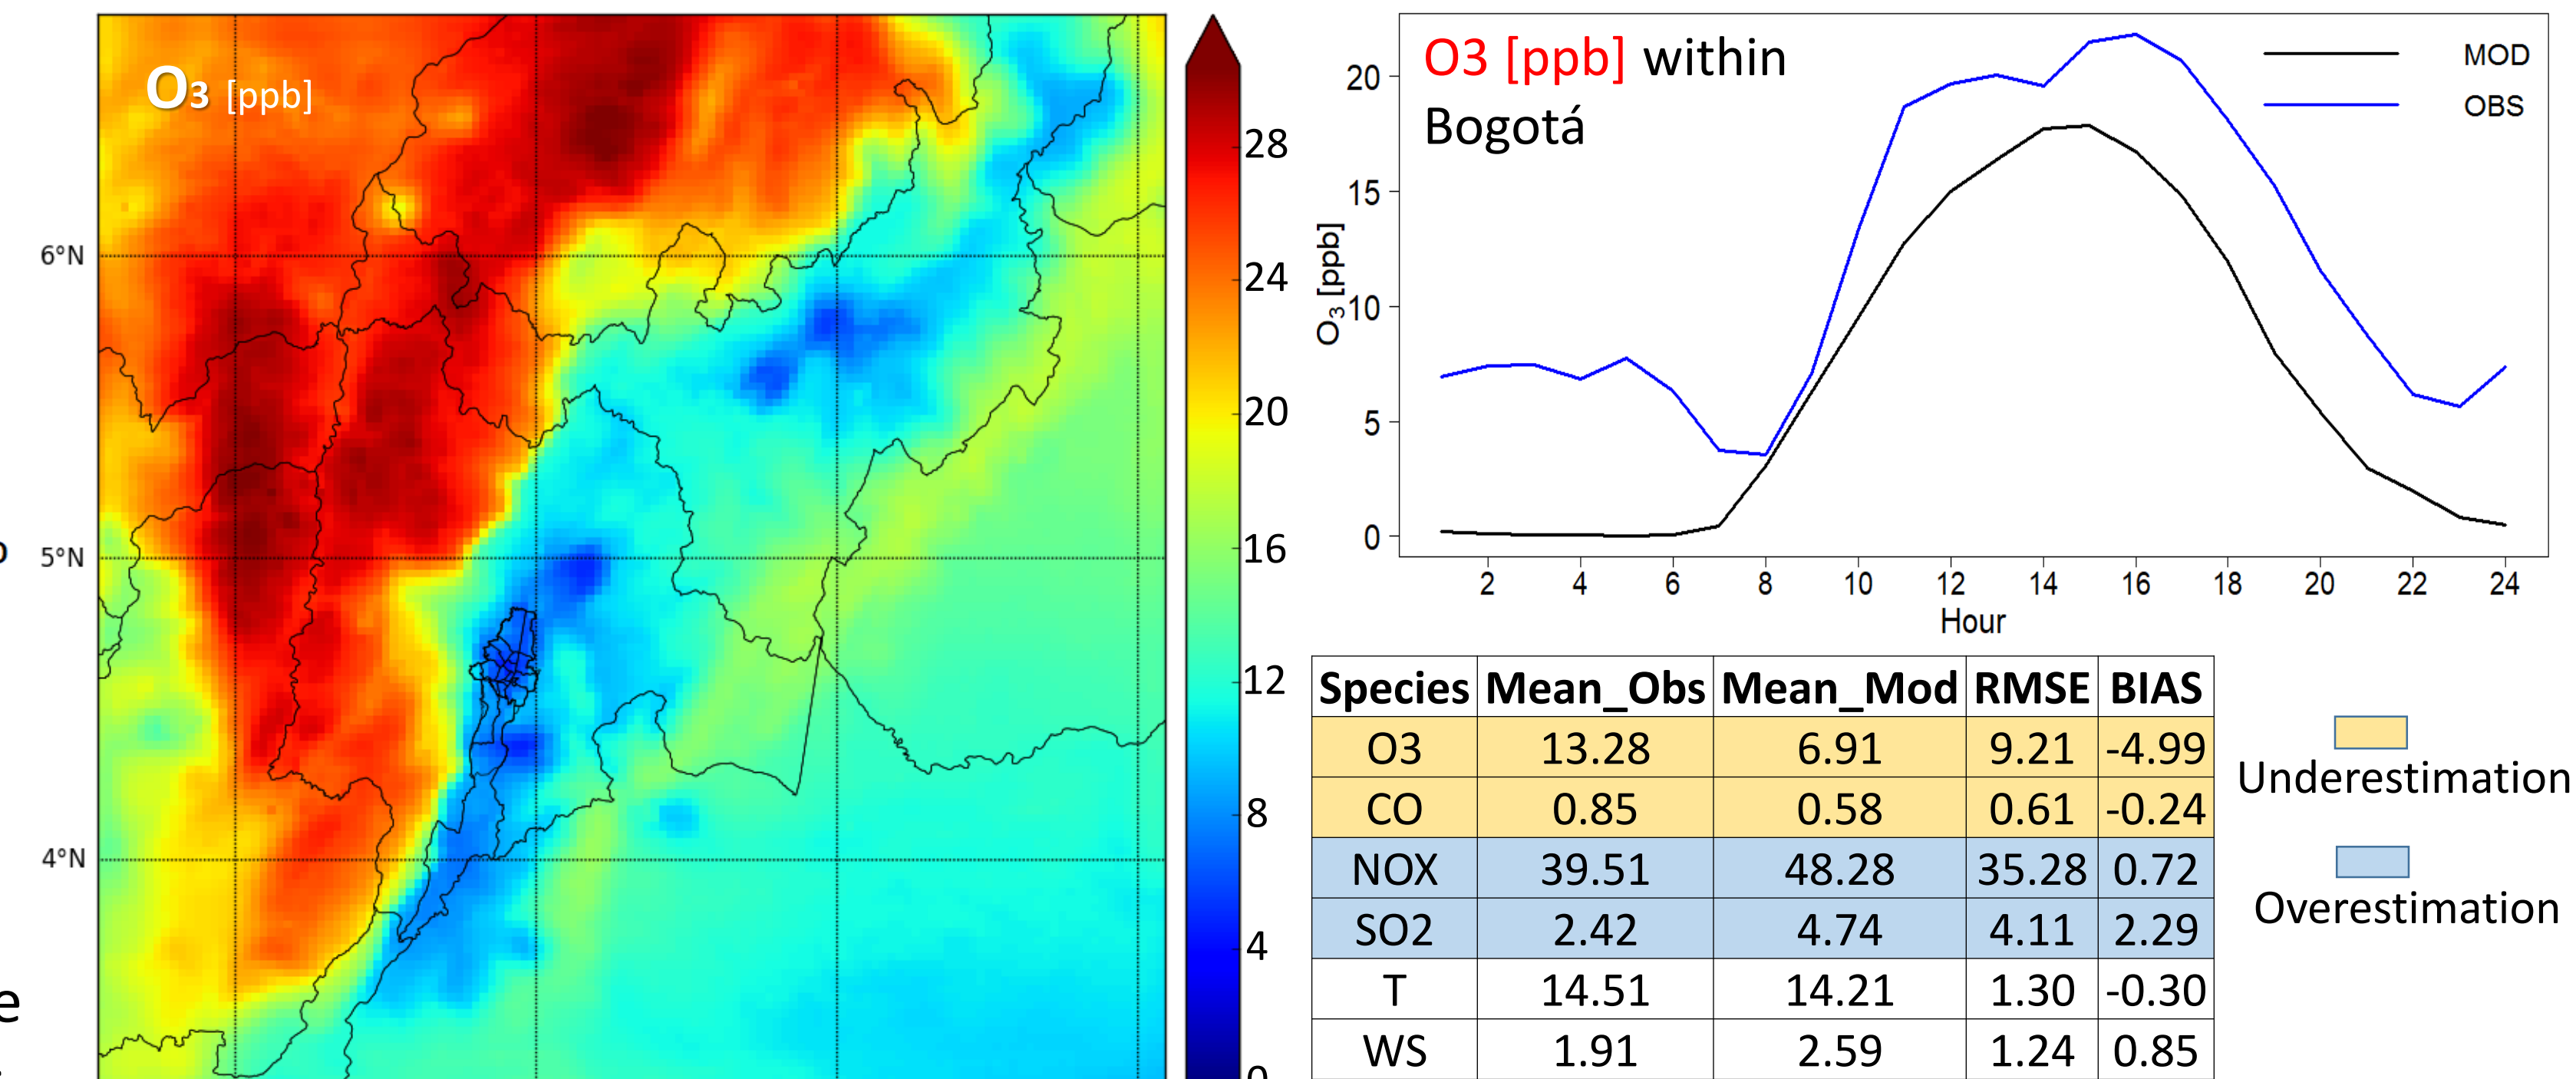 O3 [ppb]
6°N
5°N
4°N
28
24
20
16
12
8
4
0
e
O3 [ppb] within
Bogotá
MOD
OBS
O3 [ppb]
20
15
10
5
0
2 4 6 8 10 12 14 16 18 20 22 24
Hour
Species Mean_Obs Mean_Mod RMSE BIAS
O3 13.28 6.91 9.21 -4.99
CO 0.85 0.58 0.61 -0.24
NOX 39.51 48.28 35.28 0.72
SO2 2.42 4.74 4.11 2.29
T 14.51 14.21 1.30 -0.30
WS 1.91 2.59 1.24 0.85
Underestimation
Overestimation